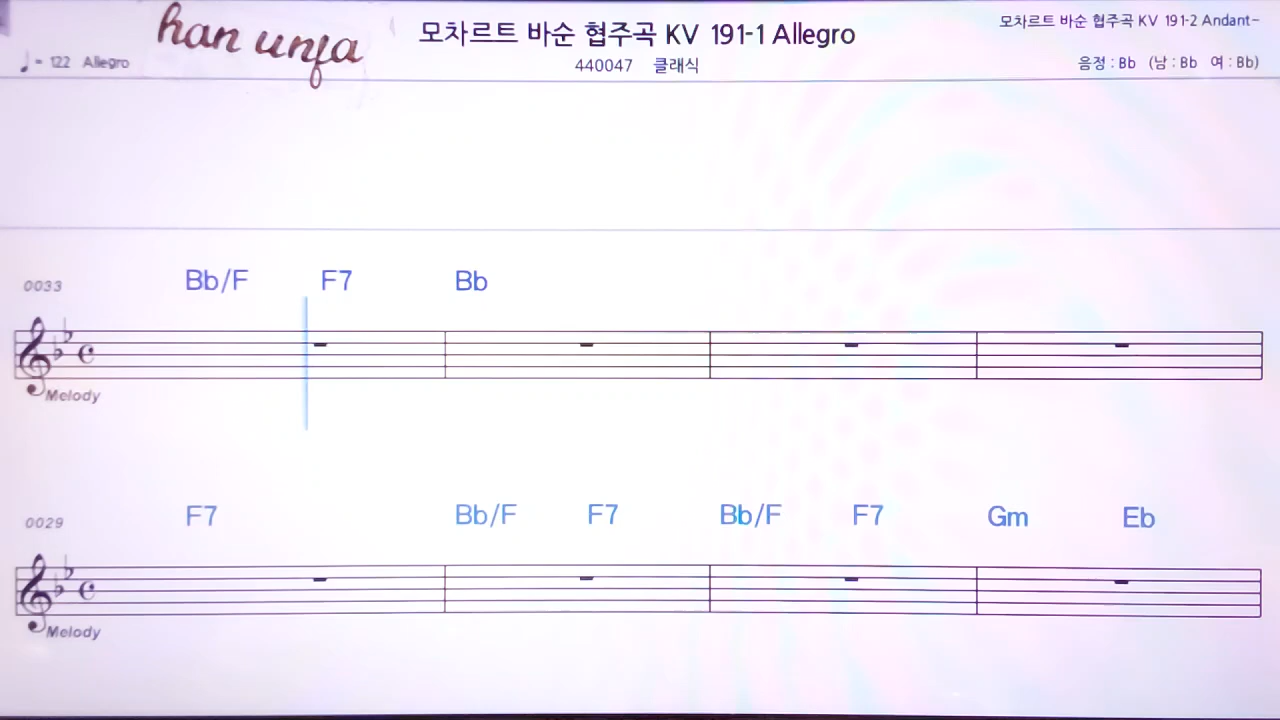 han unfa
모차르트 바순 협주곡 KV 191-1 Allegro
모차르트 바순 협주곡 KV 191-2 Andant~
♩ = 122 Allegro
440047 클래식
음정 : Bb (남 : Bb 여 : Bb)
0033 Bb/F F7 Bb
Melody
0029 F7 Bb/F F7 Bb/F F7 Gm Eb
Melody